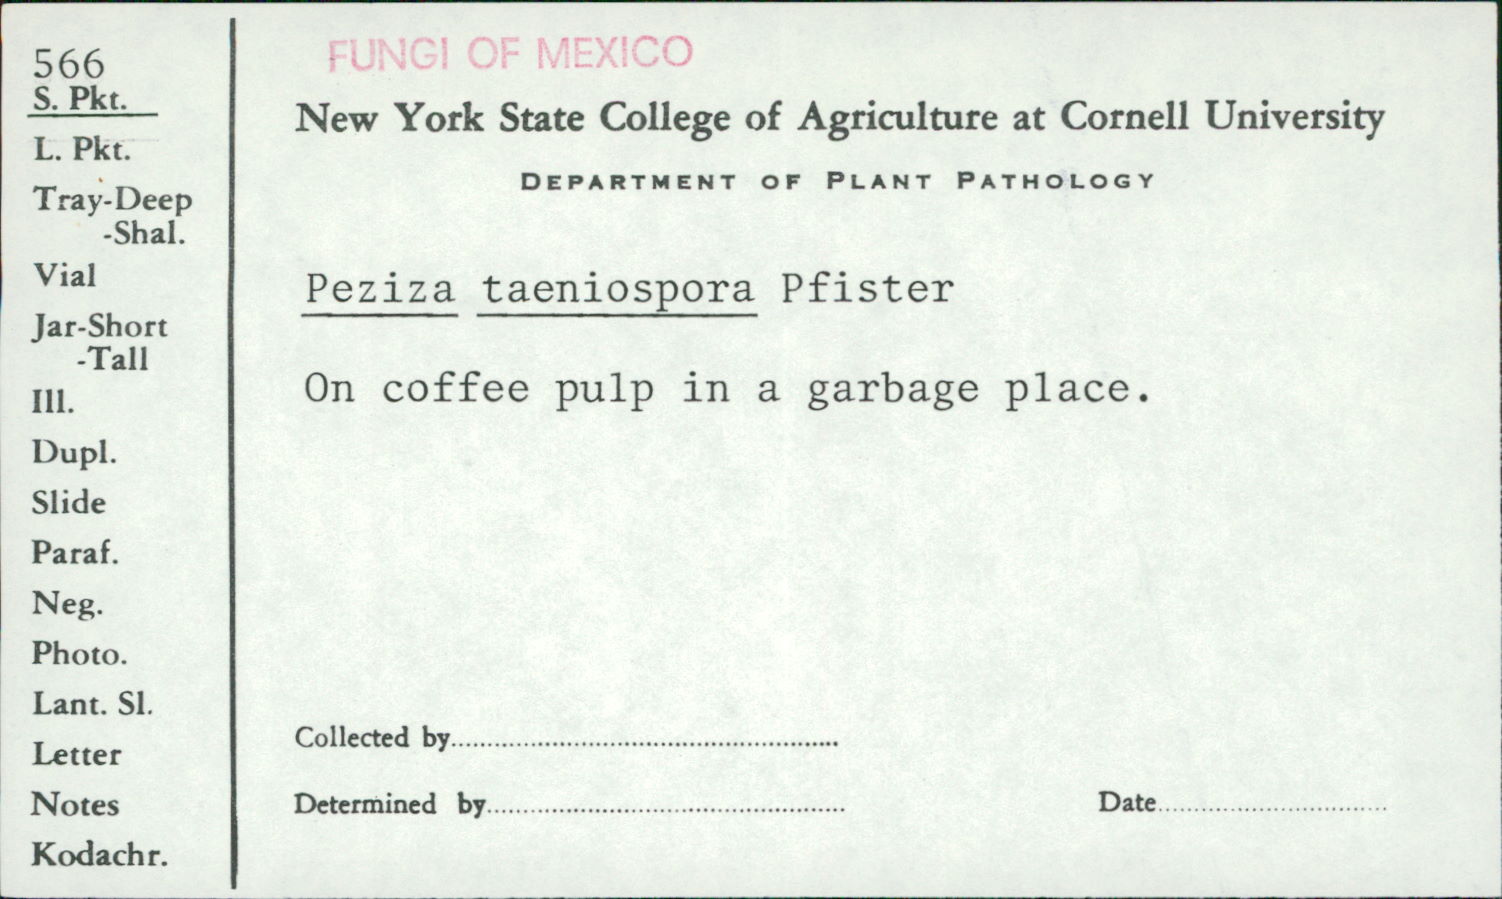 566
S. Pkt.
L. Pkt.
Tray-Deep
-Shal.
Vial
Jar-Short
-Tall
Ill.
Dupl.
Slide
Paraf.
Neg.
Photo.
Lant. Sl.
Letter
Notes
Kodachr.
FUNGI OF MEXICO
New York State College of Agriculture at Cornell University
DEPARTMENT OF PLANT PATHOLOGY
Peziza taeniospora Pfister
On coffee pulp in a garbage place.
Collected by
Determined by
Date